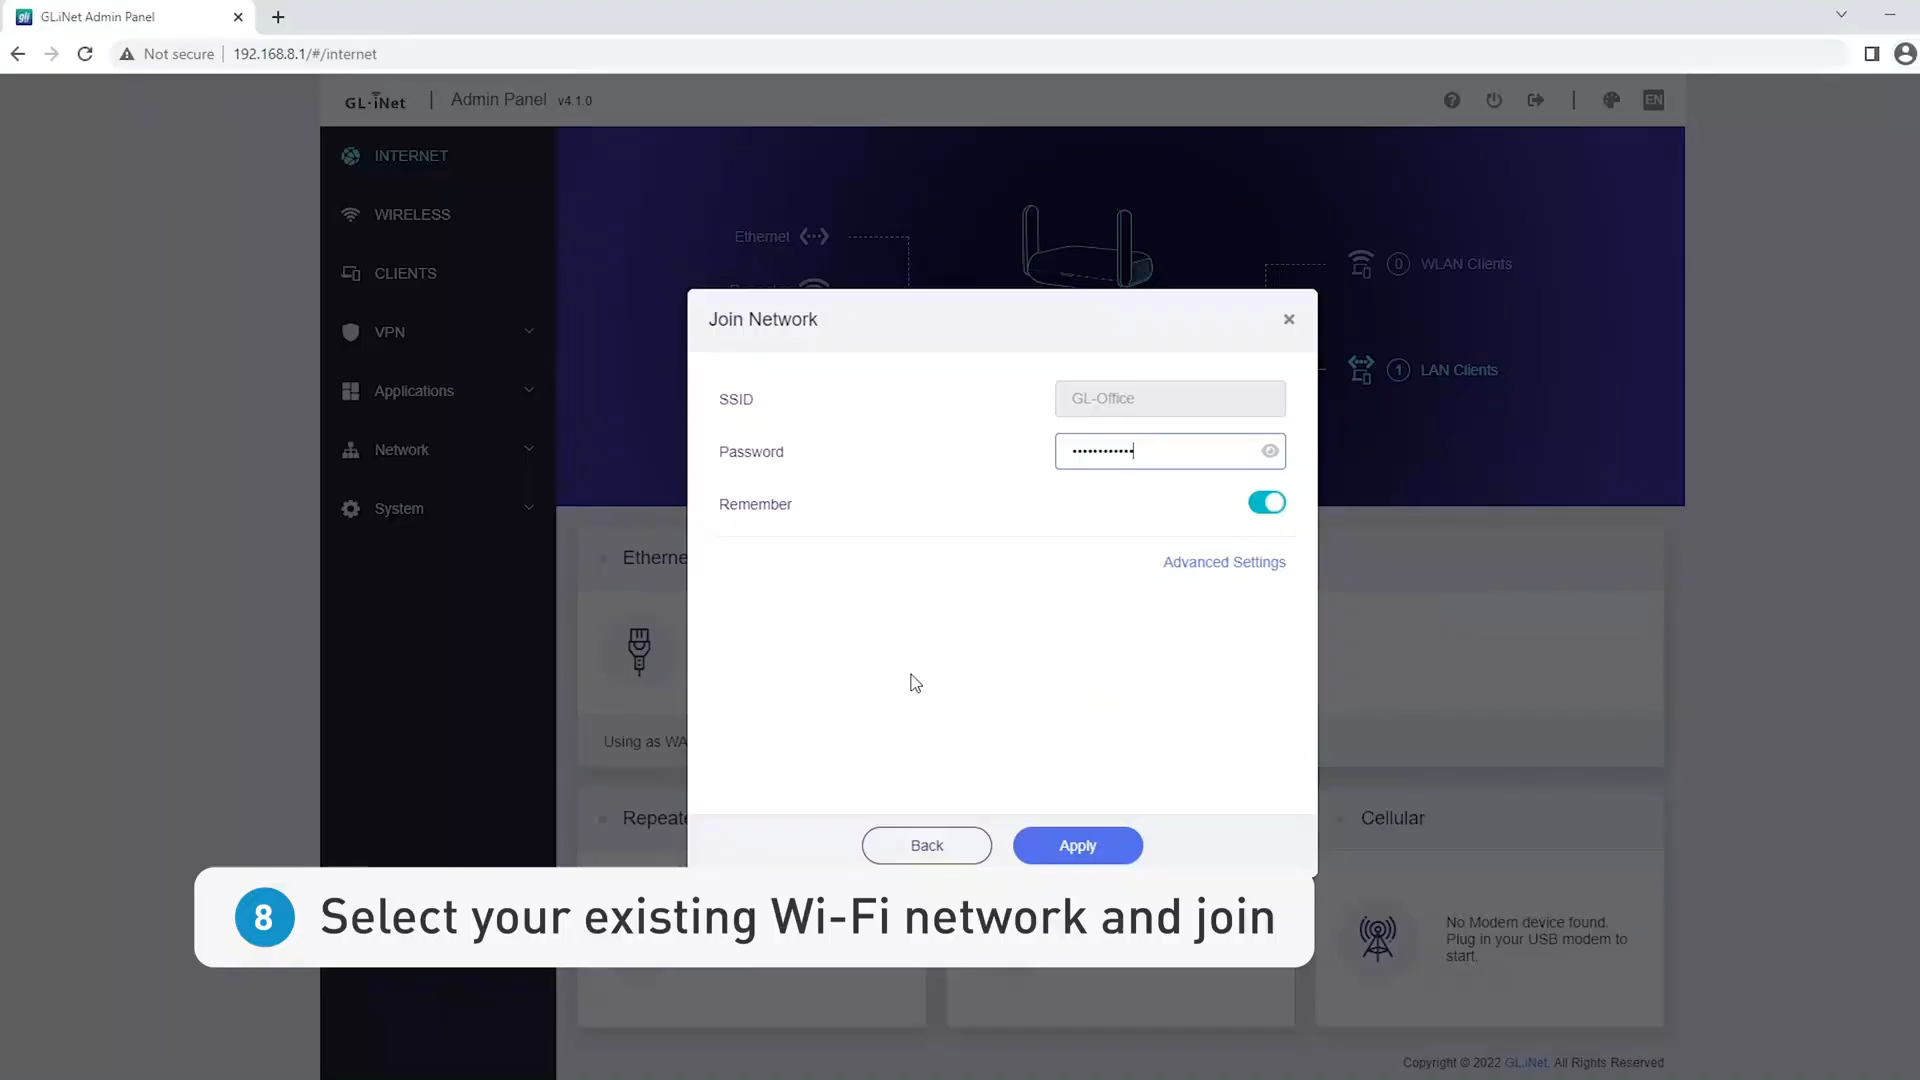 GL.iNet Admin Panel
Not secure
192.168.8.1/#/internet
GL·iNet
Admin Panel v4.1.0
EN
INTERNET
WIRELESS
CLIENTS
VPN
Applications
Network
System
Ethernet
0 WLAN Clients
1 LAN Clients
Join Network
SSID
GL-Office
Password
Remember
Advanced Settings
Back
Apply
Etherne
Using as WA
Repeate
Cellular
No Modem device found.
Plug in your USB modem to
start.
8 Select your existing Wi-Fi network and join
Copyright © 2022 GL.iNet. All Rights Reserved